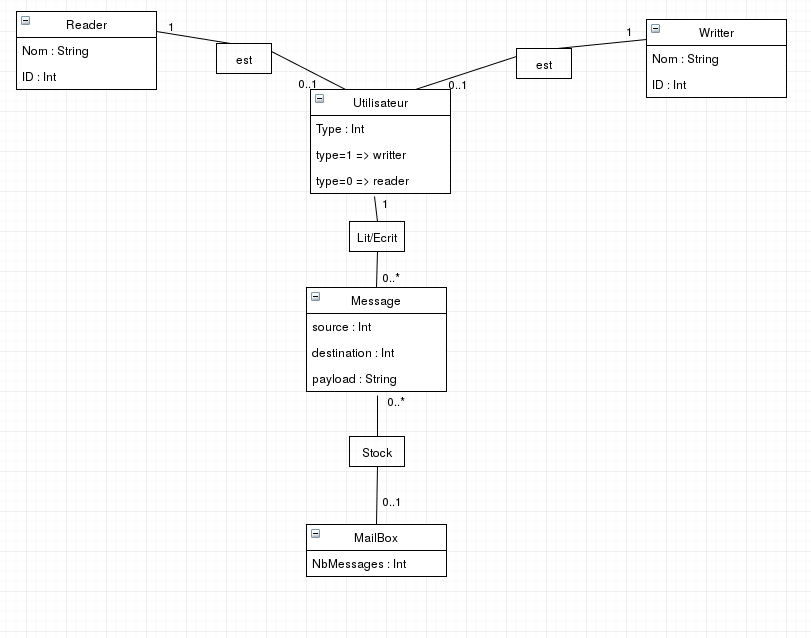 Reader
Nom : String
ID : Int
1
est
0..1
1
est
0..1
Writter
Nom : String
ID : Int
Utilisateur
Type : Int
type=1 => writter
type=0 => reader
1
Lit/Ecrit
0..*
Message
source : Int
destination : Int
payload : String
0..*
Stock
0..1
MailBox
NbMessages : Int